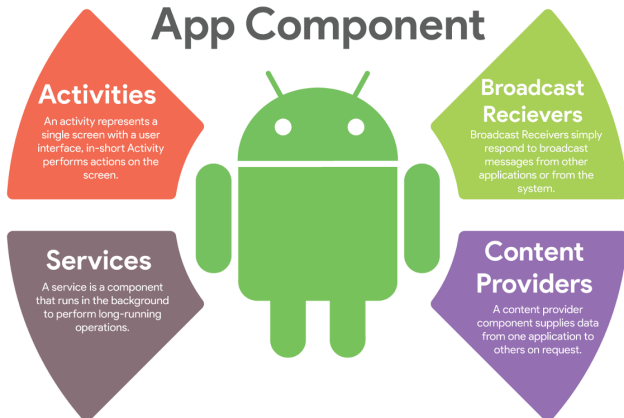 App Component
Activities
An activity represents a
single screen with a user
interface, in-short Activity
performs actions on the
screen.
Broadcast
Recievers
Broadcast Receivers simply
respond to broadcast
messages from other
applications or from the
system.
Services
A service is a component
that runs in the background
to perform long-running
operations.
Content
Providers
A content provider
component supplies data
from one application to
others on request.